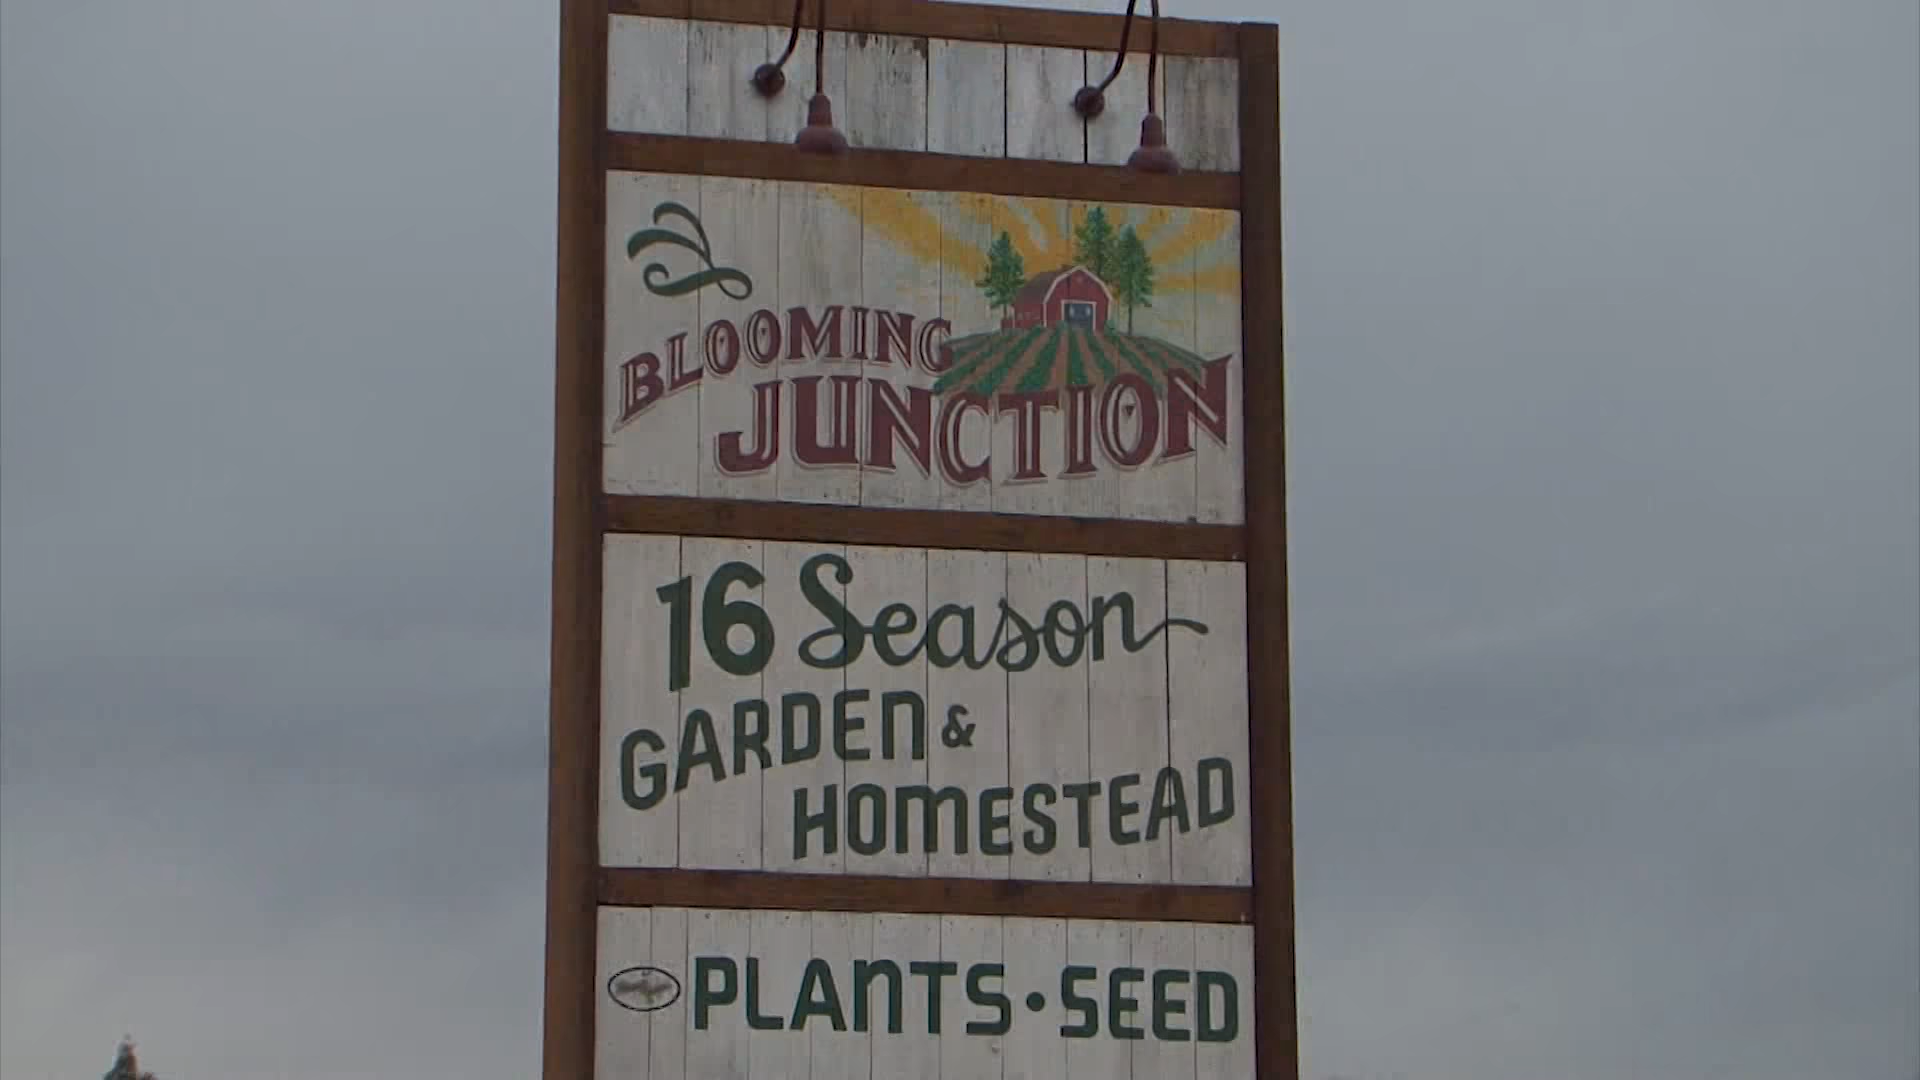 BLOOMING
JUNCTION
16 Season
GARDEN &
HOMESTEAD
PLANTS • SEED